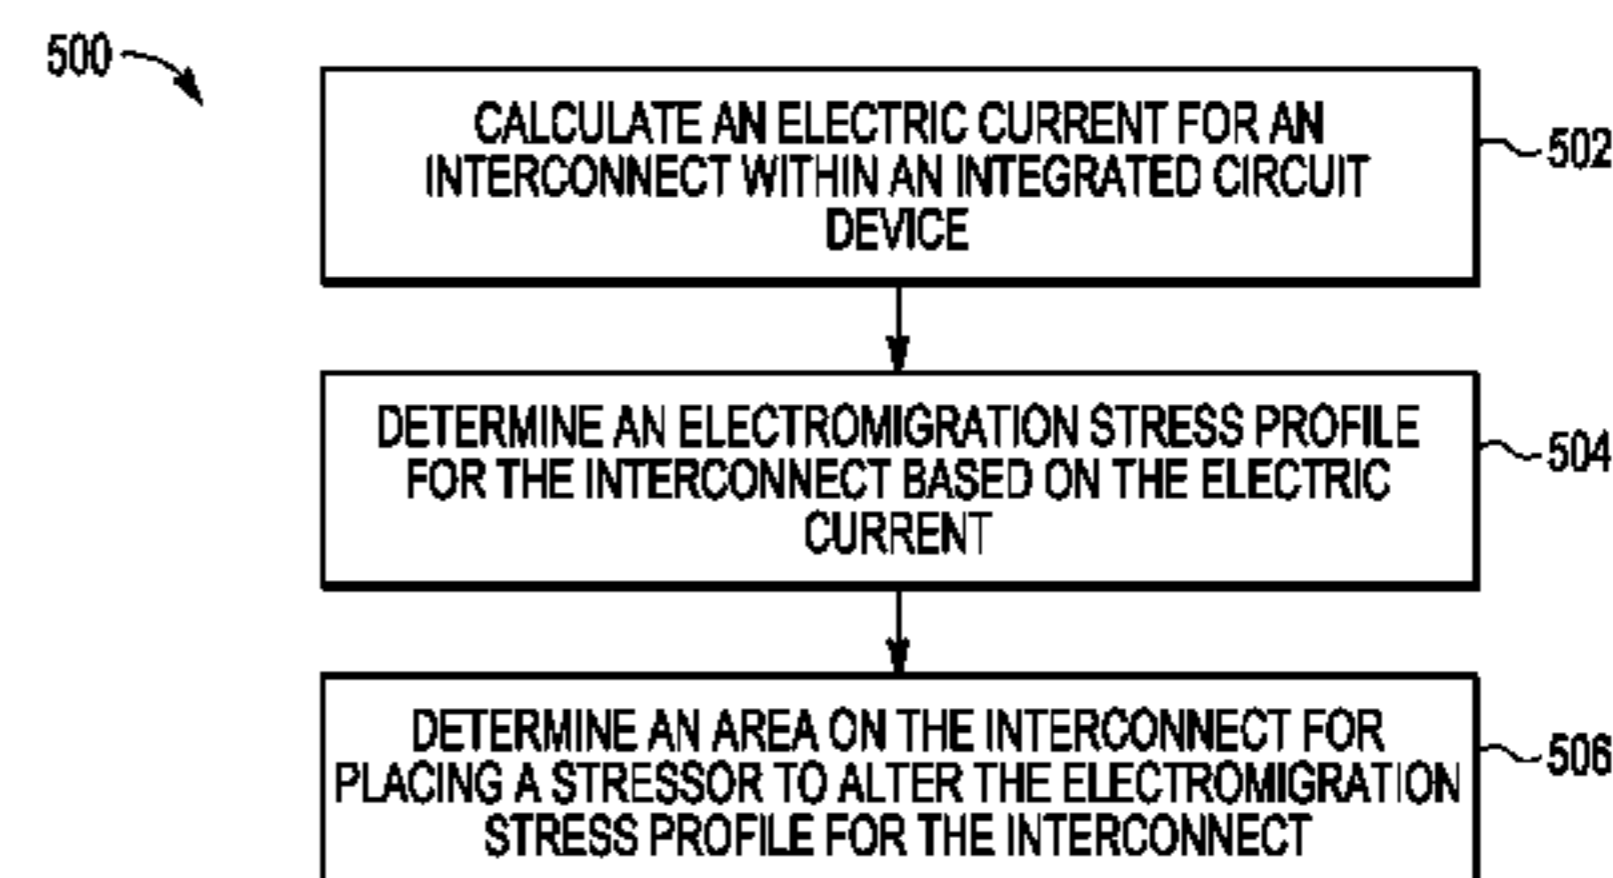 500
CALCULATE AN ELECTRIC CURRENT FOR AN
INTERCONNECT WITHIN AN INTEGRATED CIRCUIT
DEVICE
502
DETERMINE AN ELECTROMIGRATION STRESS PROFILE
FOR THE INTERCONNECT BASED ON THE ELECTRIC
CURRENT
504
DETERMINE AN AREA ON THE INTERCONNECT FOR
PLACING A STRESSOR TO ALTER THE ELECTROMIGRATION
STRESS PROFILE FOR THE INTERCONNECT
506